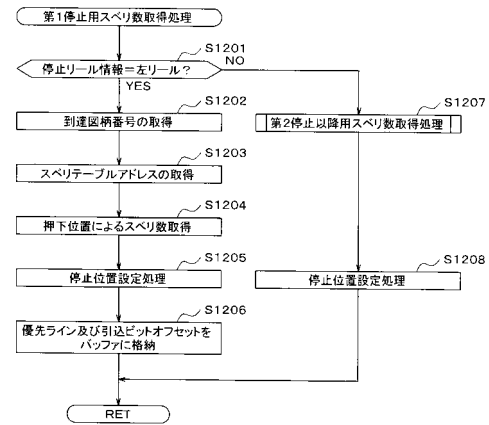 第1停止用スベリ数取得処理
S1201
停止リール情報＝左リール？
NO
YES
S1202
到達図柄番号の取得
S1207
第2停止以降用スベリ数取得処理
S1203
スベリテーブルアドレスの取得
S1204
押下位置によるスベリ数取得
S1205
停止位置設定処理
S1208
停止位置設定処理
S1206
優先ライン及び引込ビットオフセットを
バッファに格納
RET